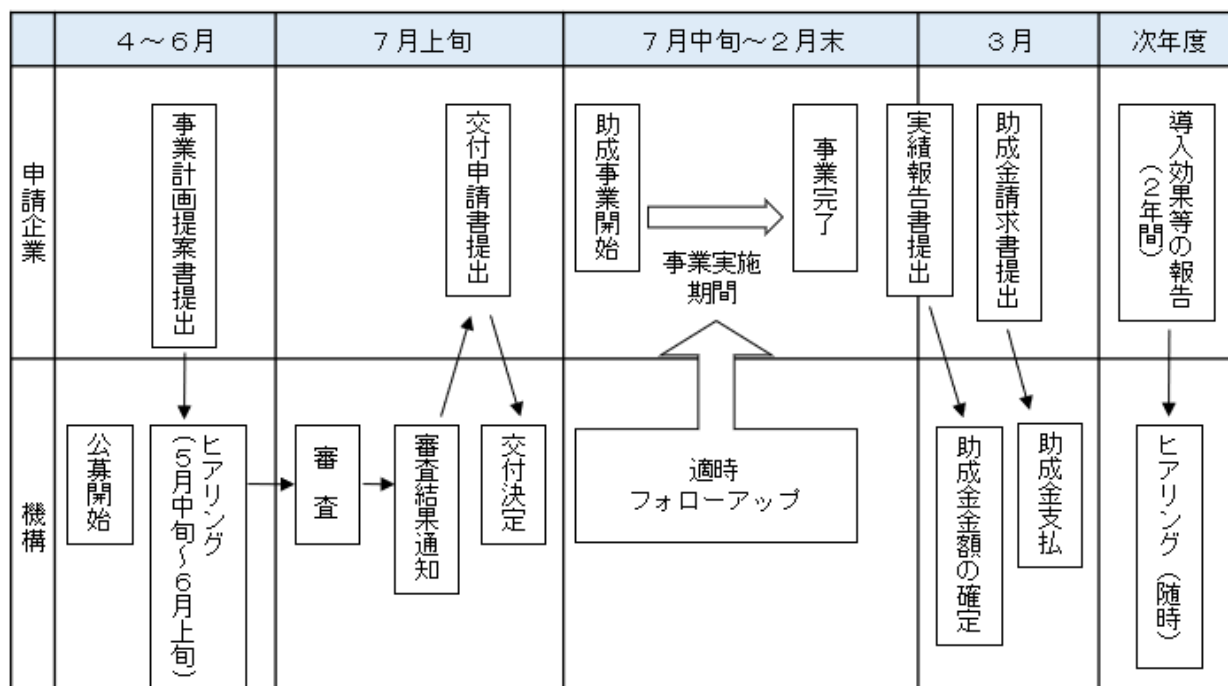 ４～６月
７月上旬
７月中旬～２月末
３月
次年度
申請企業
事業計画提案書提出
交付申請書提出
助成事業開始
事業実施
期間
事業完了
実績報告書提出
助成金請求書提出
導入効果等の報告
（２年間）
機構
公募開始
ヒアリング
（５月中旬～６月上旬）
審査
審査結果通知
交付決定
適時
フォローアップ
助成金金額の確定
助成金支払
ヒアリング（随時）